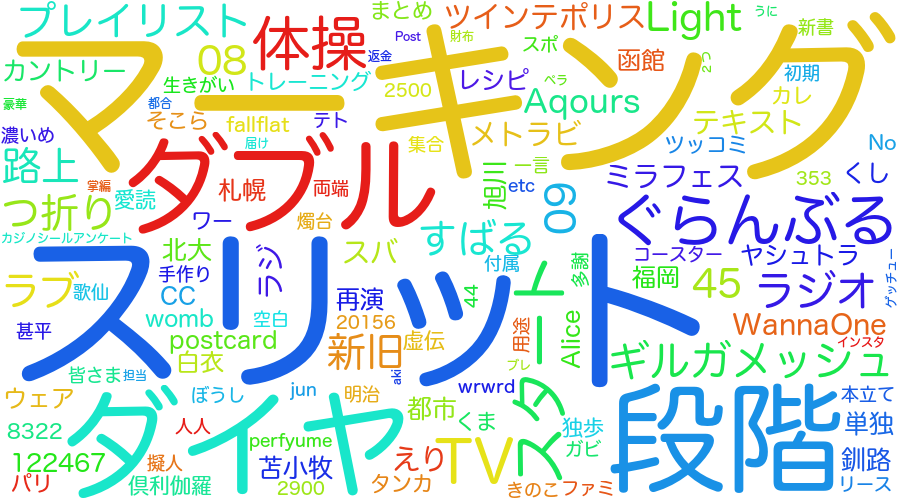 プレイリスト
体操
まとめ
Post
返金
財布
ツインテポリス
Light
うに
新書
マーキング
08
カントリー
生きがい
トレーニング
2500
レシピ
スポ
函館
2つ
初期
カレ
豪華
都合
そこら
fallflat
テト
Aqours
ペラ
テキスト
濃いめ
届け
集合
メトラビ
ツッコミ
No
路上
ダブル
掌編
愛読
札幌
両端
旭川
一言
etc
ミラフェス
353
くし
つ折り
ワー
燭台
09
ぐらんぶる
カジノシールアンケート
北大
ラジ
スバ
すばる
付属
多謝
コースター
ヤシュトラ
手作り
スリット
ラブ
歌仙
CC
再演
44
スタート
福岡
45
ラジオ
ゲッチュー
甚平
womb
空白
postcard
20156
新旧
虚伝
用途
Alice
WannaOne
インスタ
白衣
プレ
ギルガメッシュ
皆さま
担当
aki
wrwrd
ウェア
ダイヤ
ぼうし
jun
明治
都市
くま
独歩
段階
本立て
単独
8322
人人
perfyume
TV
ガビ
122467
擬人
苫小牧
えり
釧路
パリ
倶利伽羅
2900
タンカ
きのこ
ファミ
リース